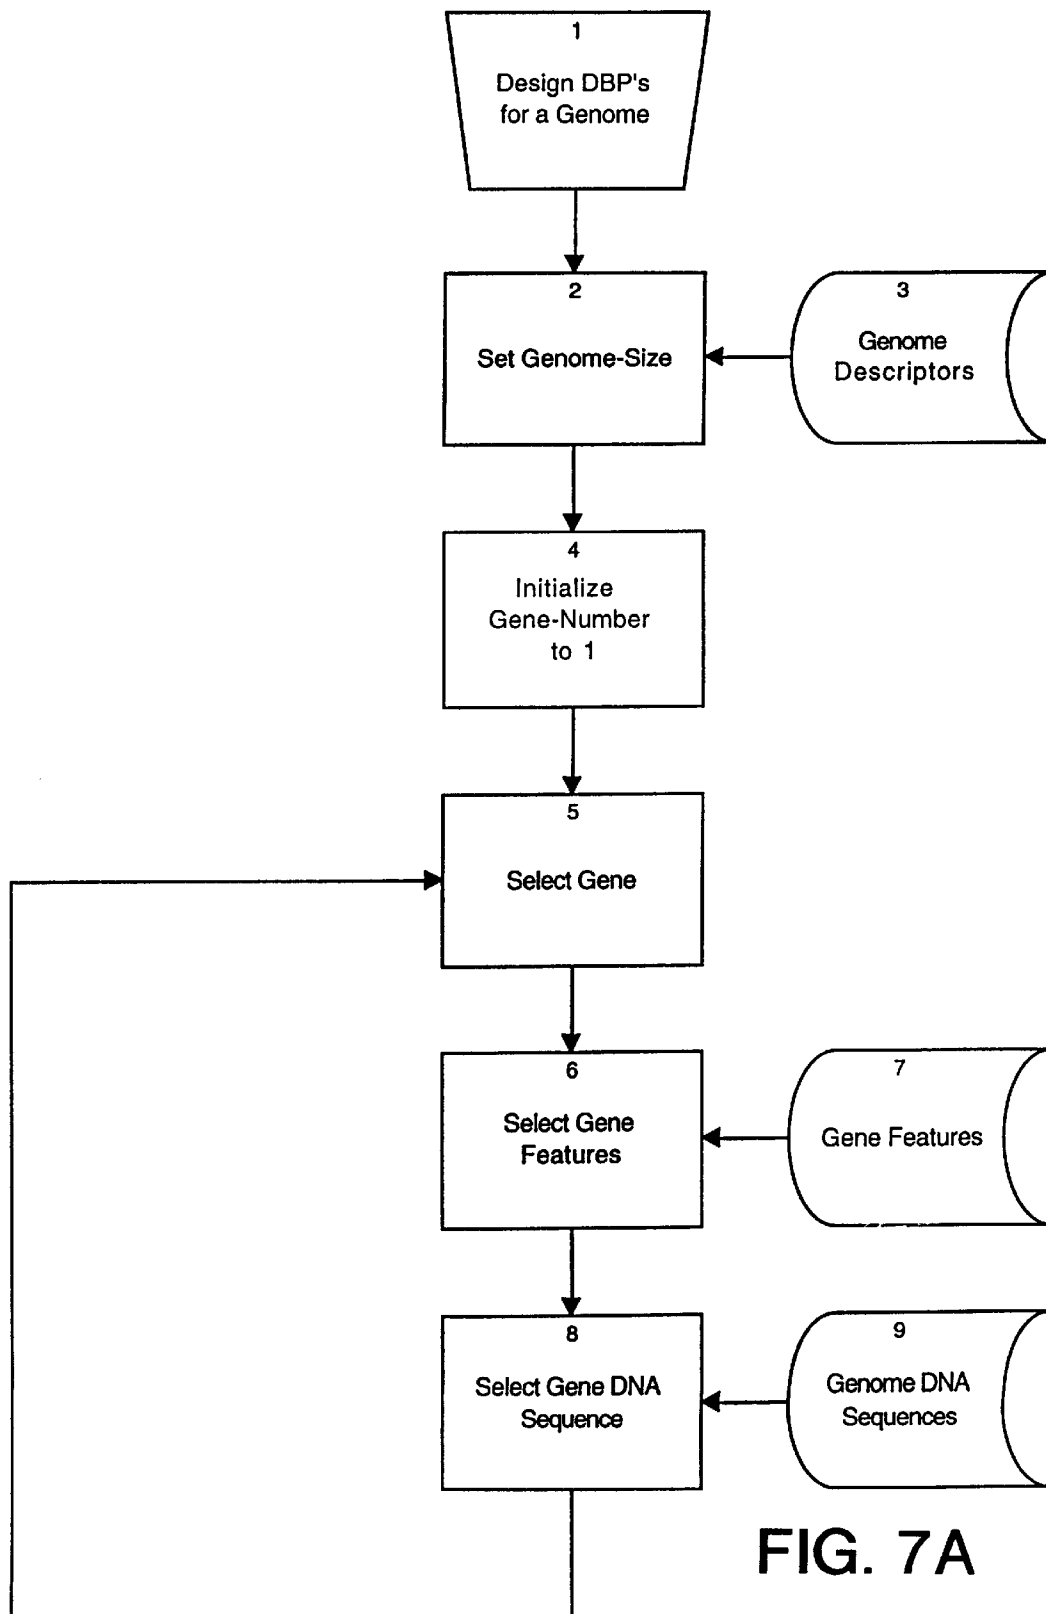 1
Design DBP's
for a Genome
2
Set Genome-Size
3
Genome
Descriptors
4
Initialize
Gene-Number
to 1
5
Select Gene
6
Select Gene
Features
7
Gene Features
8
Select Gene DNA
Sequence
9
Genome DNA
Sequences
FIG. 7A